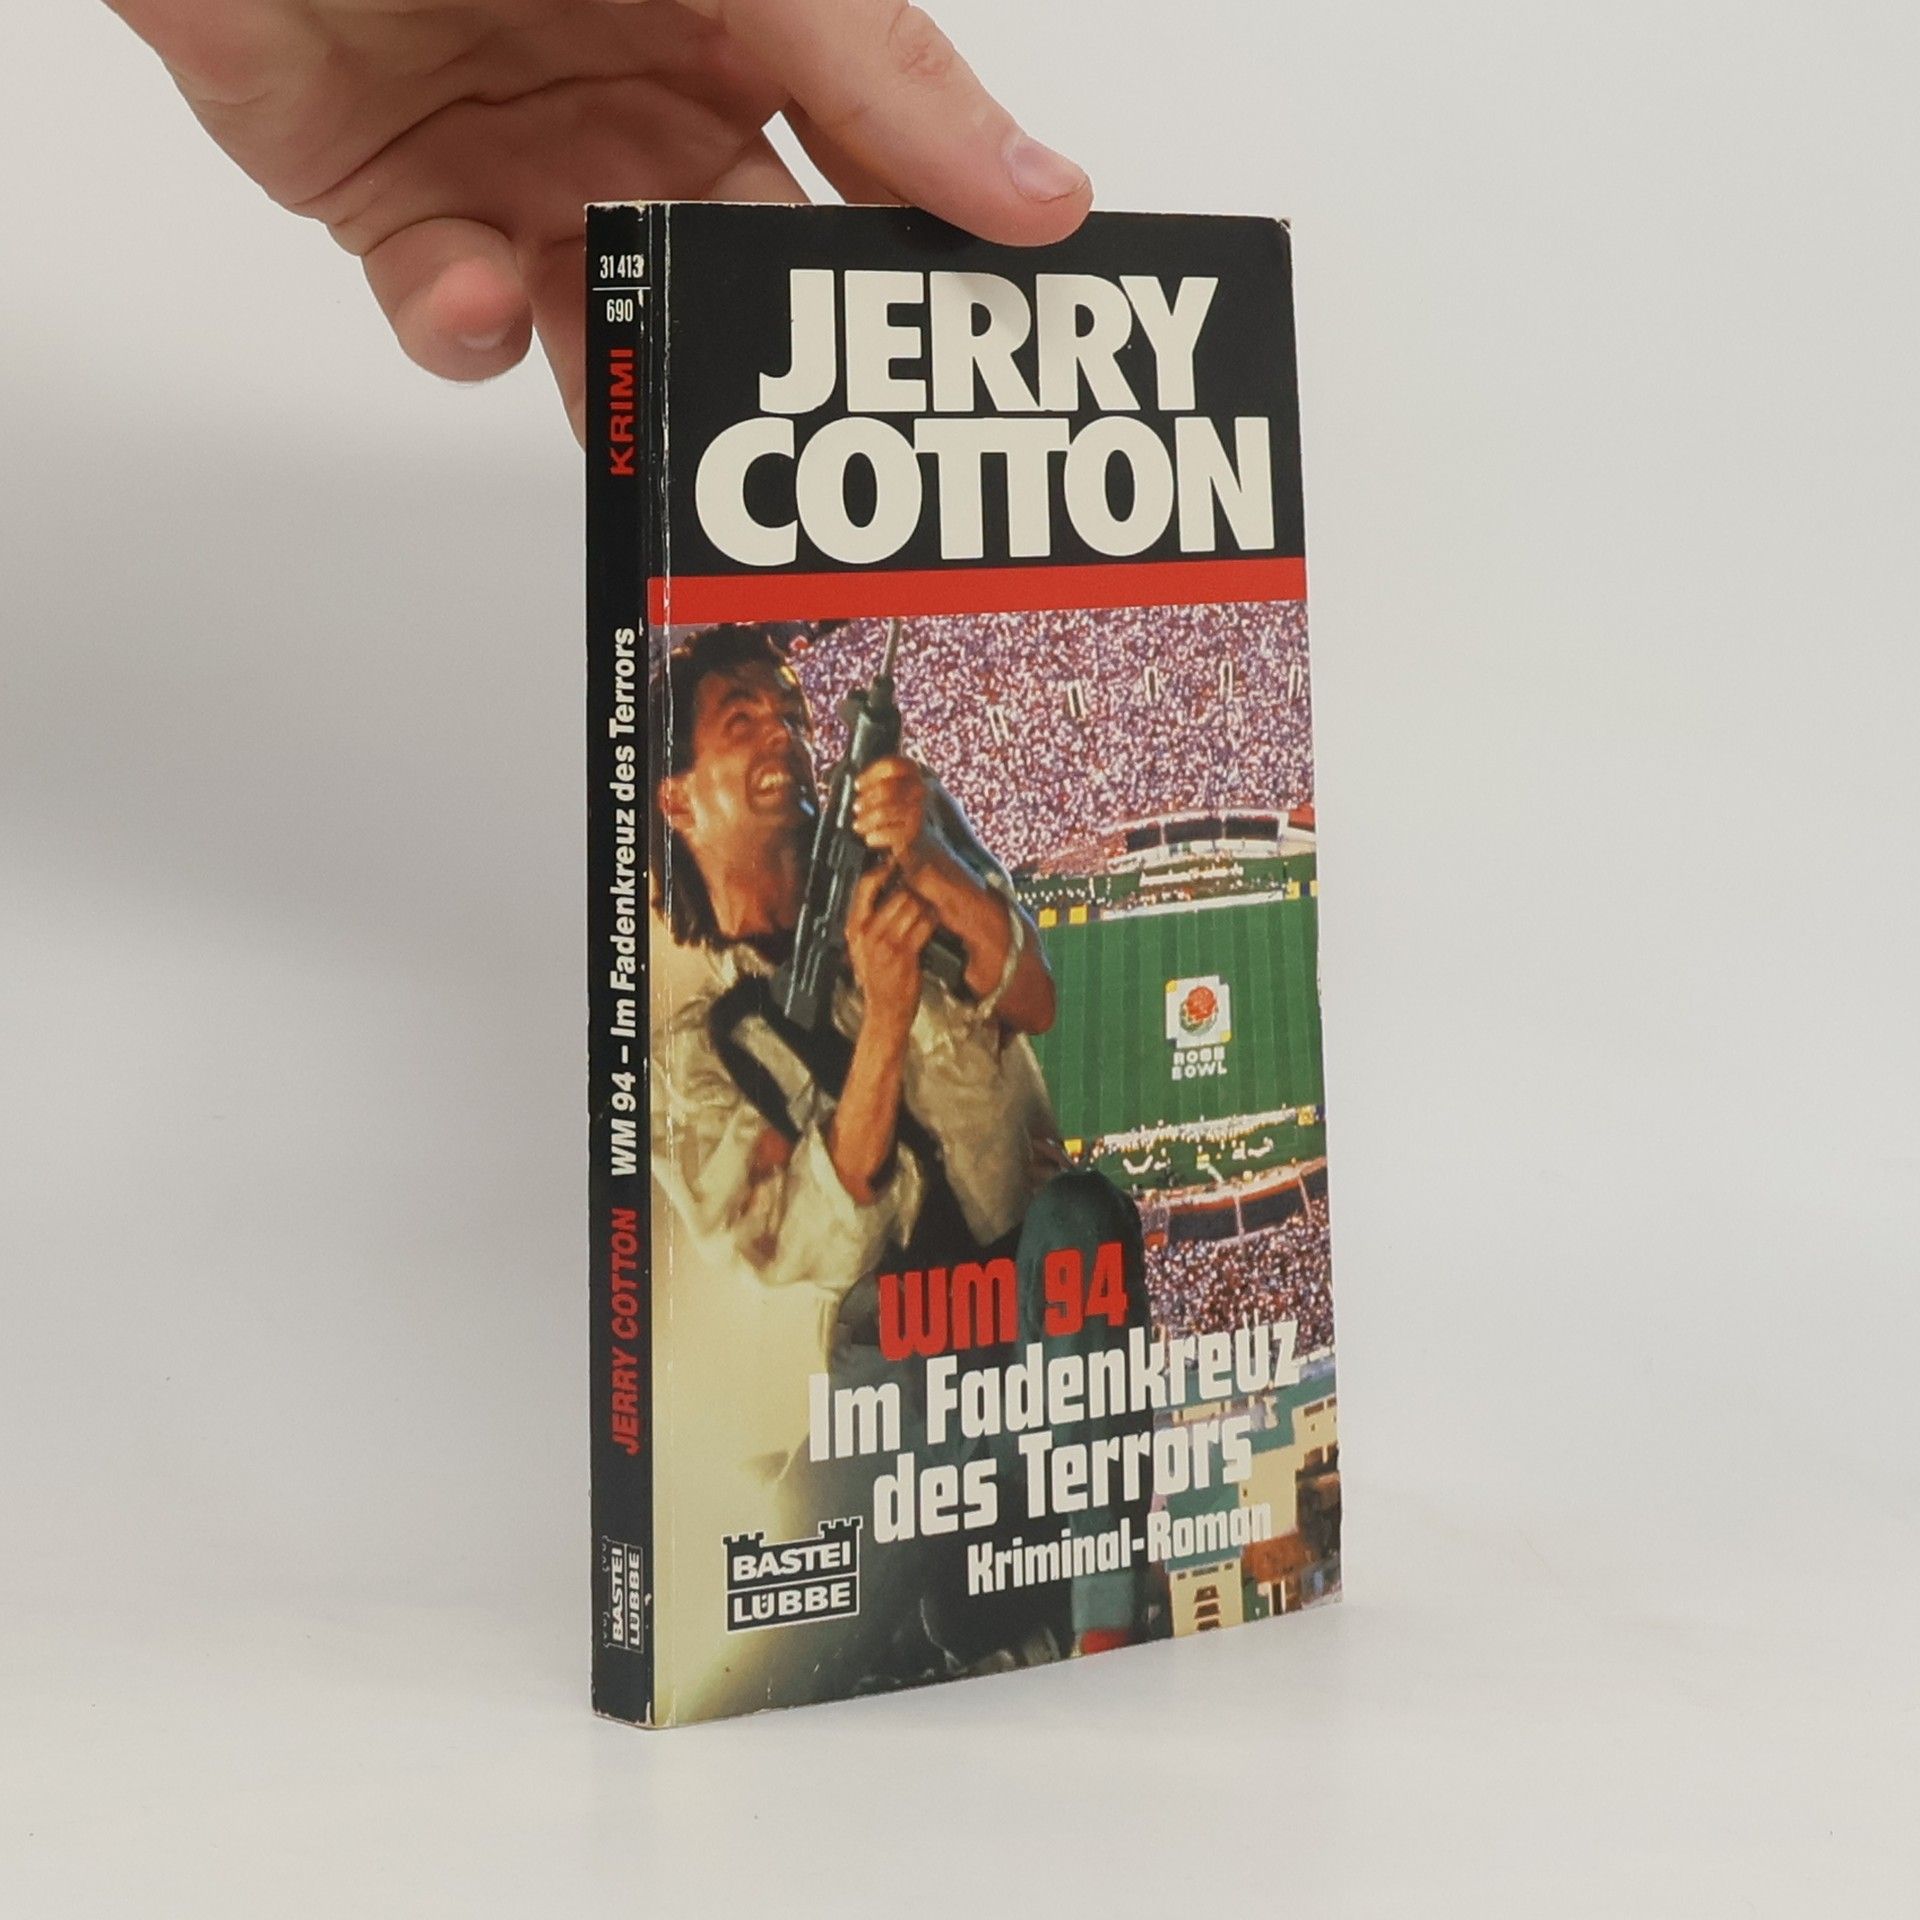 31 413
690
KRIMI
JERRY COTTON WM 94 – Im Fadenkreuz des Terrors
BASTEI
LÜBBE
JERRY
COTTON
BOWL
WM 94
Im Fadenkreuz
des Terrors
Kriminal-Roman
BASTEI
LÜBBE